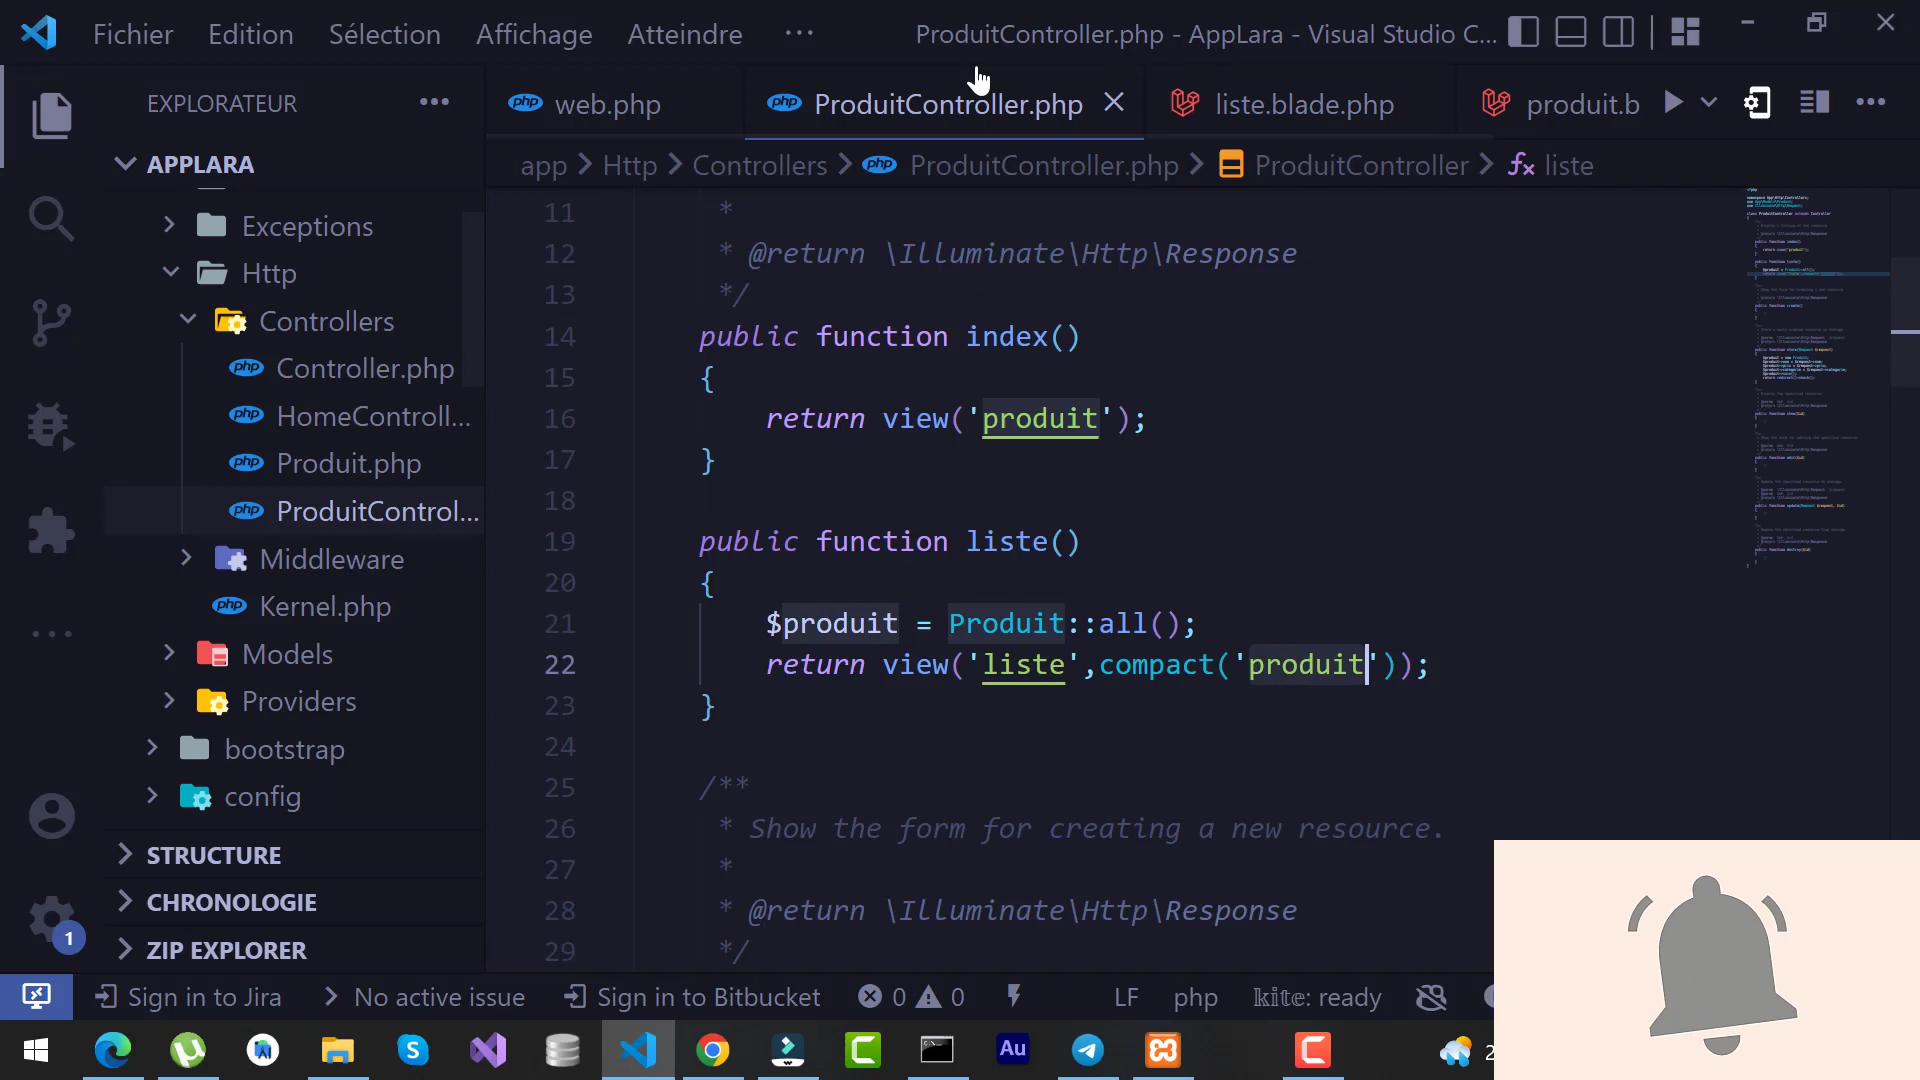 Fichier Edition Sélection Affichage Atteindre ··· ProduitController.php - AppLara - Visual Studio C...
EXPLORATEUR ···
web.php ProduitController.php liste.blade.php produit.b ···
APPLARA
app > Http > Controllers > ProduitController.php > ProduitController > liste
Exceptions
Http
Controllers
Controller.php
HomeControll...
Produit.php
ProduitControl...
Middleware
Kernel.php
Models
Providers
bootstrap
config
STRUCTURE
CHRONOLOGIE
ZIP EXPLORER
11 *
12 * @return \Illuminate\Http\Response
13 */
14 public function index()
15 {
16 return view('produit');
17 }
18
19 public function liste()
20 {
21 $produit = Produit::all();
22 return view('liste',compact('produit'));
23 }
24
25 /**
26 * Show the form for creating a new resource.
27 *
28 * @return \Illuminate\Http\Response
29 */
1
Sign in to Jira No active issue Sign in to Bitbucket 0 0 LF php kite: ready
Au
2